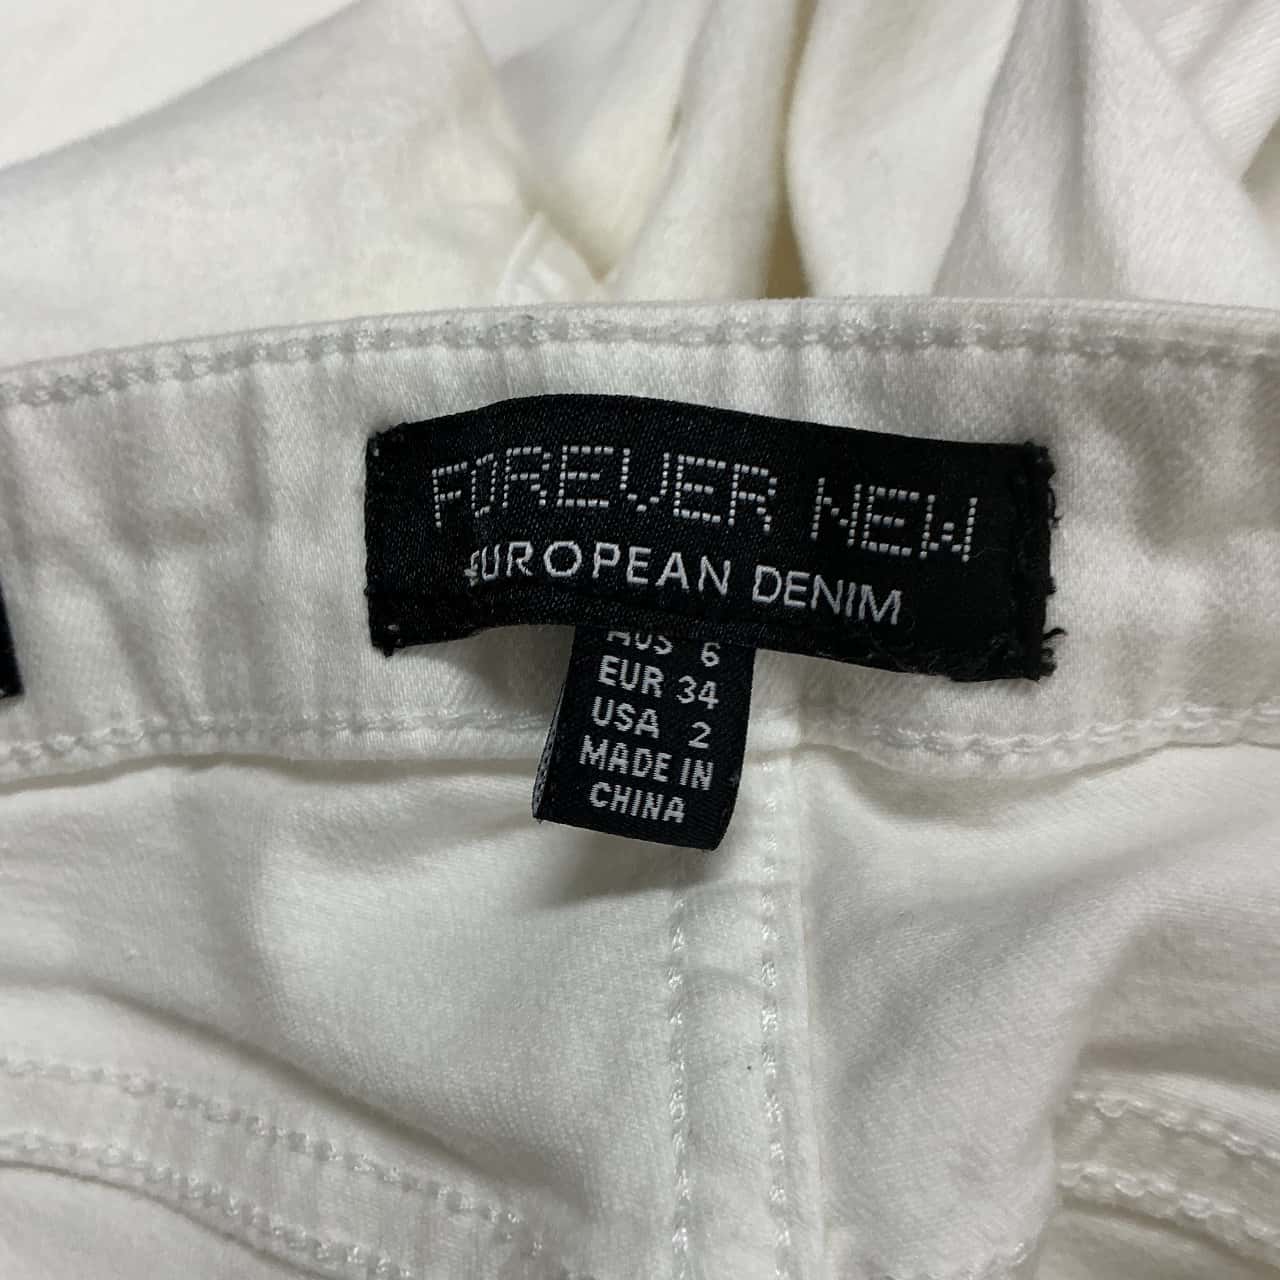 FOREVER NEW
EUROPEAN DENIM
AUS 6
EUR 34
USA 2
MADE IN
CHINA